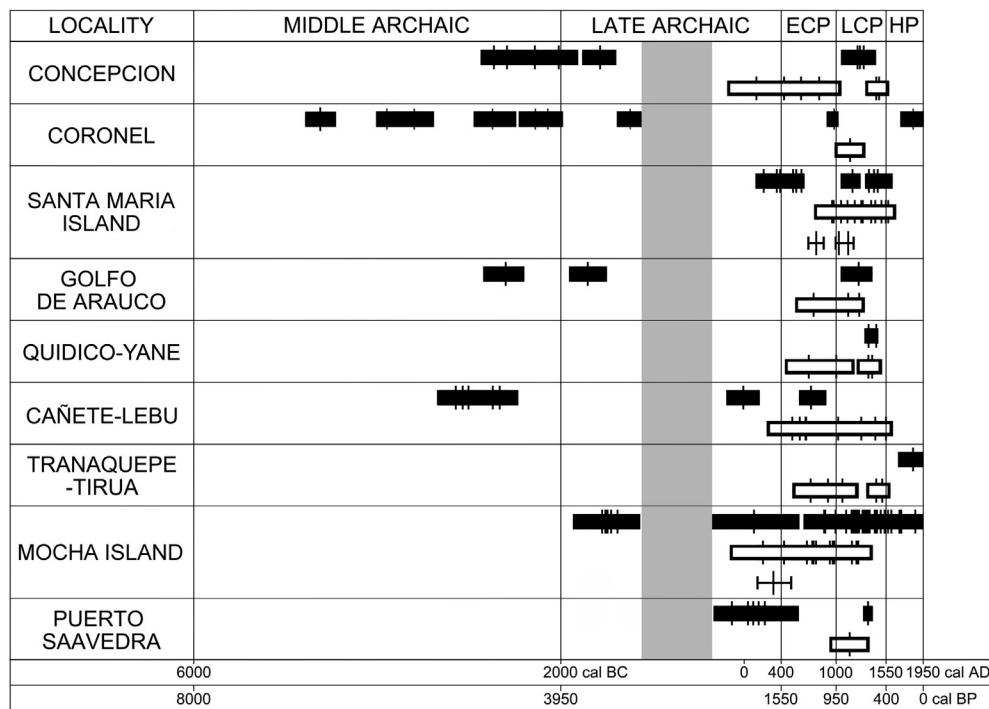 LOCALITY MIDDLE ARCHAIC LATE ARCHAIC ECP LCP HP
CONCEPCION
CORONEL
SANTA MARIA
ISLAND
GOLFO
DE ARAUCO
QUIDICO-YANE
CAÑETE-LEBU
TRANAQUEPE
-TIRUA
MOCHA ISLAND
PUERTO
SAAVEDRA
6000 2000 cal BC 0 400 1000 1550 1950 cal AD
8000 3950 1550 950 400 0 cal BP